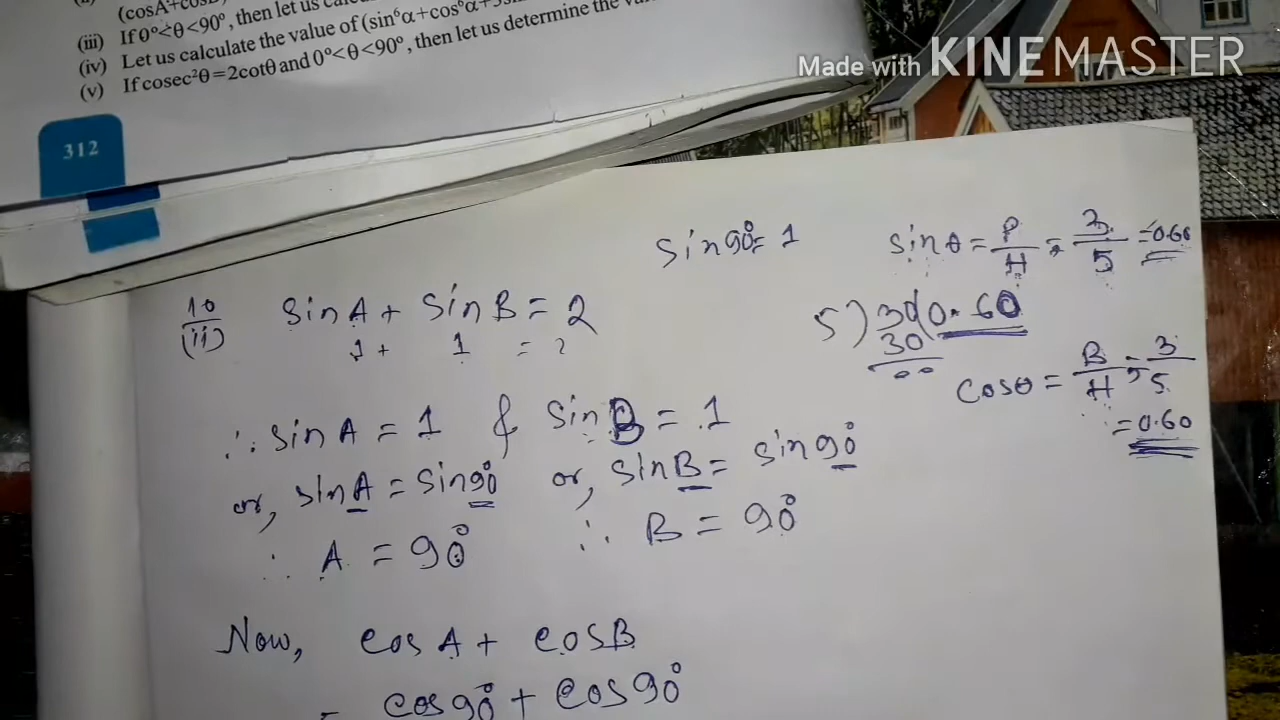 (cosA+cosB)
(iii) If 0°<θ<90°, then let us
(iv) Let us calculate the value of (sin⁶α+cos⁶α+3sin
(v) If cosec²θ=2cotθ and 0°<θ<90°, then let us determine the
Made with KINEMASTER
312
sin90°=1
sinθ = P/H = 3/5 = 0.60
10/(ii) SinA + SinB = 2
1 + 1 = 2
5)30(0.60
30
00
cosθ = B/H = 3/5
= 0.60
∴ sinA = 1 & sinB = 1
or, sinA = sin90° or, sinB = sin90°
∴ A = 90° ∴ B = 90°
Now, cosA + cosB
= cos90° + cos90°